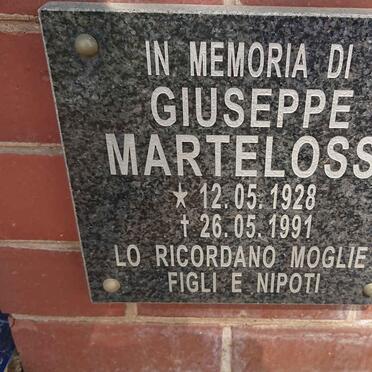 IN MEMORIA DI
GIUSEPPE
MARTELOSS
* 12.05.1928
† 26.05.1991
LO RICORDANO MOGLIE
FIGLI E NIPOTI